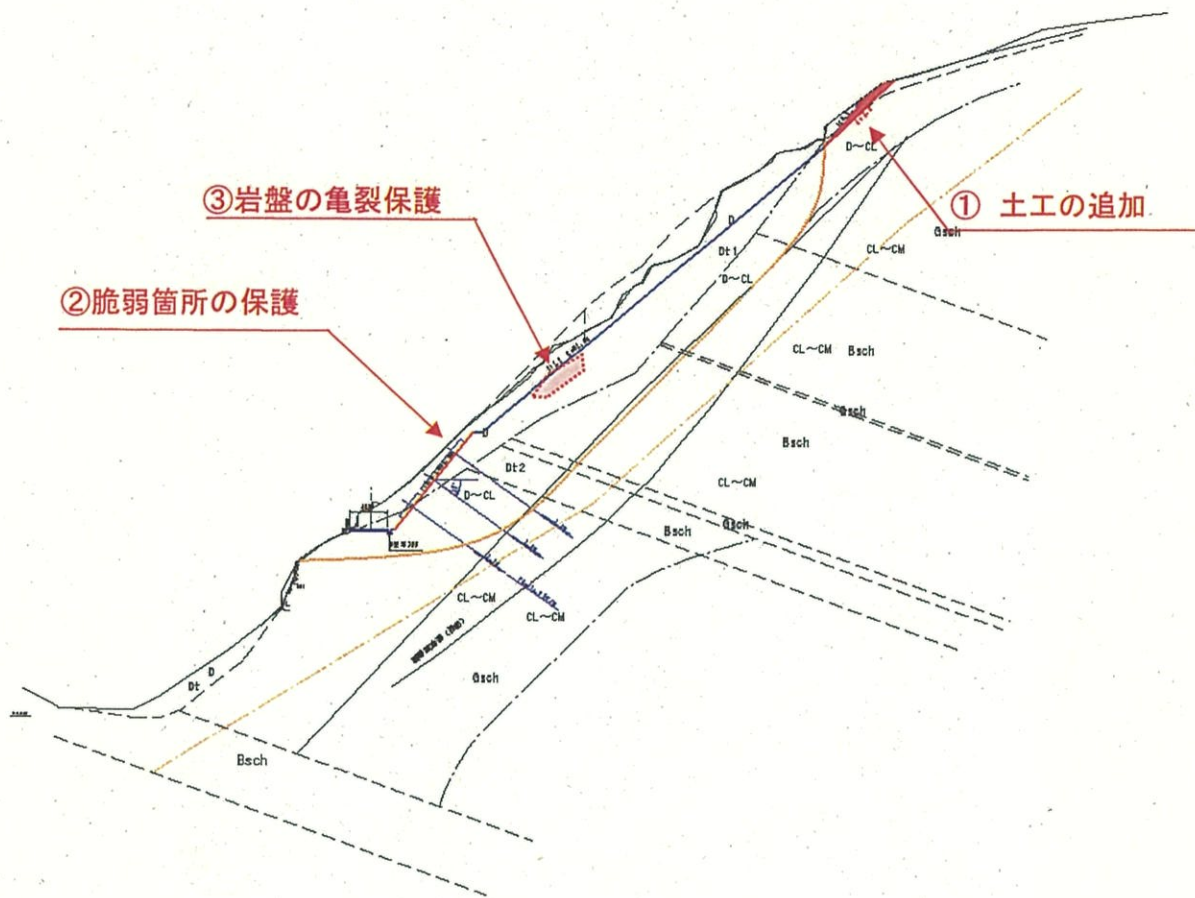 ① 土工の追加
D～CL
③岩盤の亀裂保護
D
Gsch
CL～CM
Dt1
D～CL
②脆弱箇所の保護
CL～CM
Bsch
Gsch
D
Bsch
Dt2
CL～CM
D～CL
Gsch
Bsch
CL～CM
CL～CM
D
Dt
Gsch
Bsch